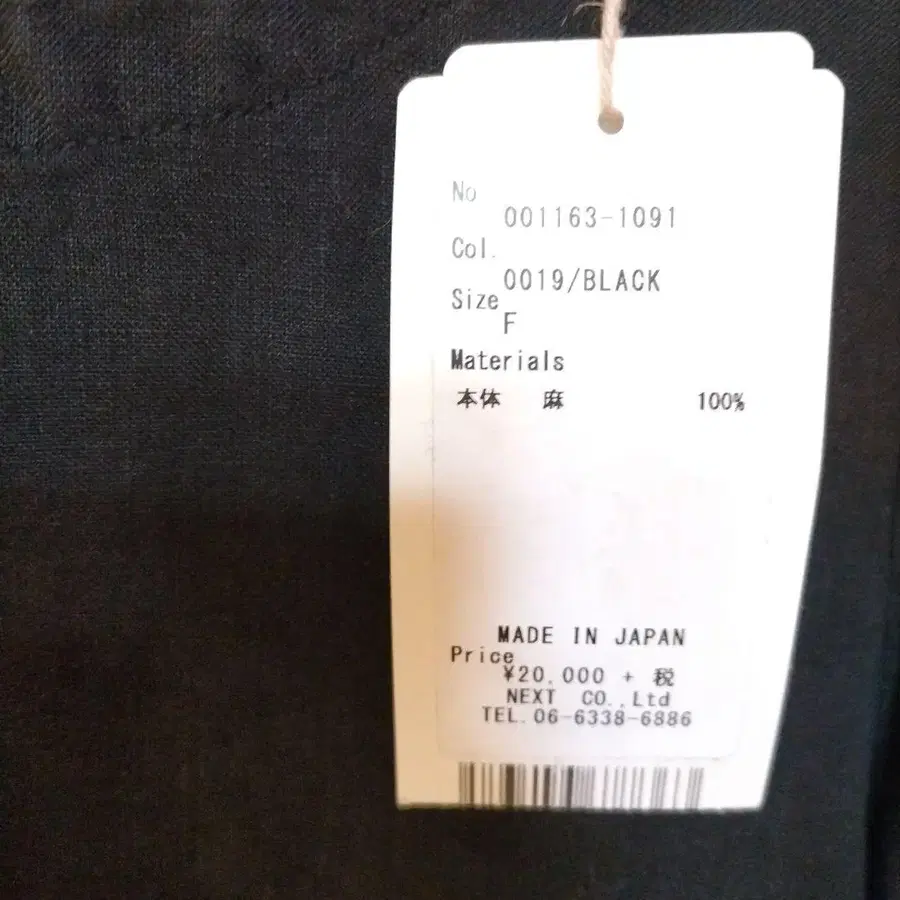 No
001163-1091
Col.
0019/BLACK
Size
F
Materials
本体 麻 100%
MADE IN JAPAN
Price
¥20,000 + 税
NEXT CO.,Ltd
TEL.06-6338-6886